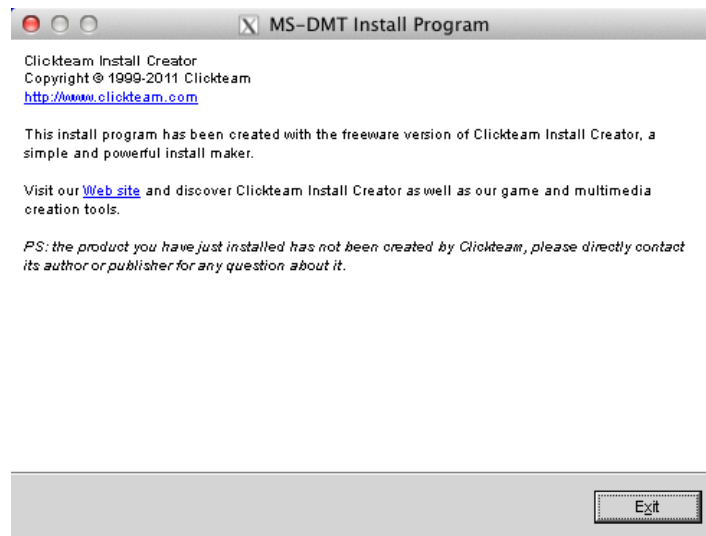 MS-DMT Install Program
Clickteam Install Creator
Copyright © 1999-2011 Clickteam
http://www.clickteam.com
This install program has been created with the freeware version of Clickteam Install Creator, a
simple and powerful install maker.
Visit our Web site and discover Clickteam Install Creator as well as our game and multimedia
creation tools.
PS: the product you have just installed has not been created by Clickteam, please directly contact
its author or publisher for any question about it.
Exit